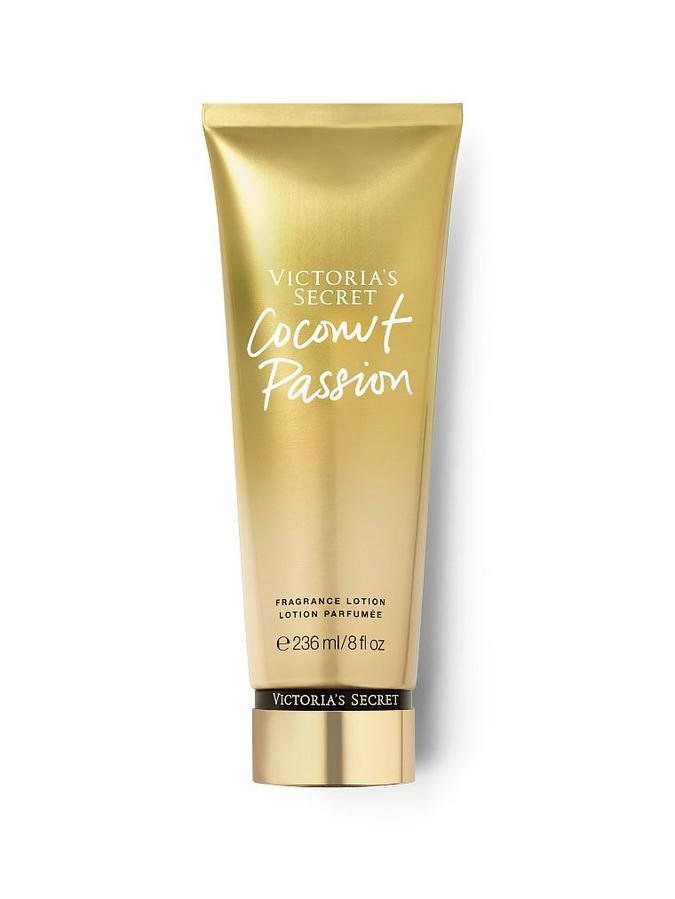 VICTORIA'S
SECRET
Coconut
Passion
FRAGRANCE LOTION
LOTION PARFUMÉE
℮ 236 ml/8 fl oz
VICTORIA'S SECRET